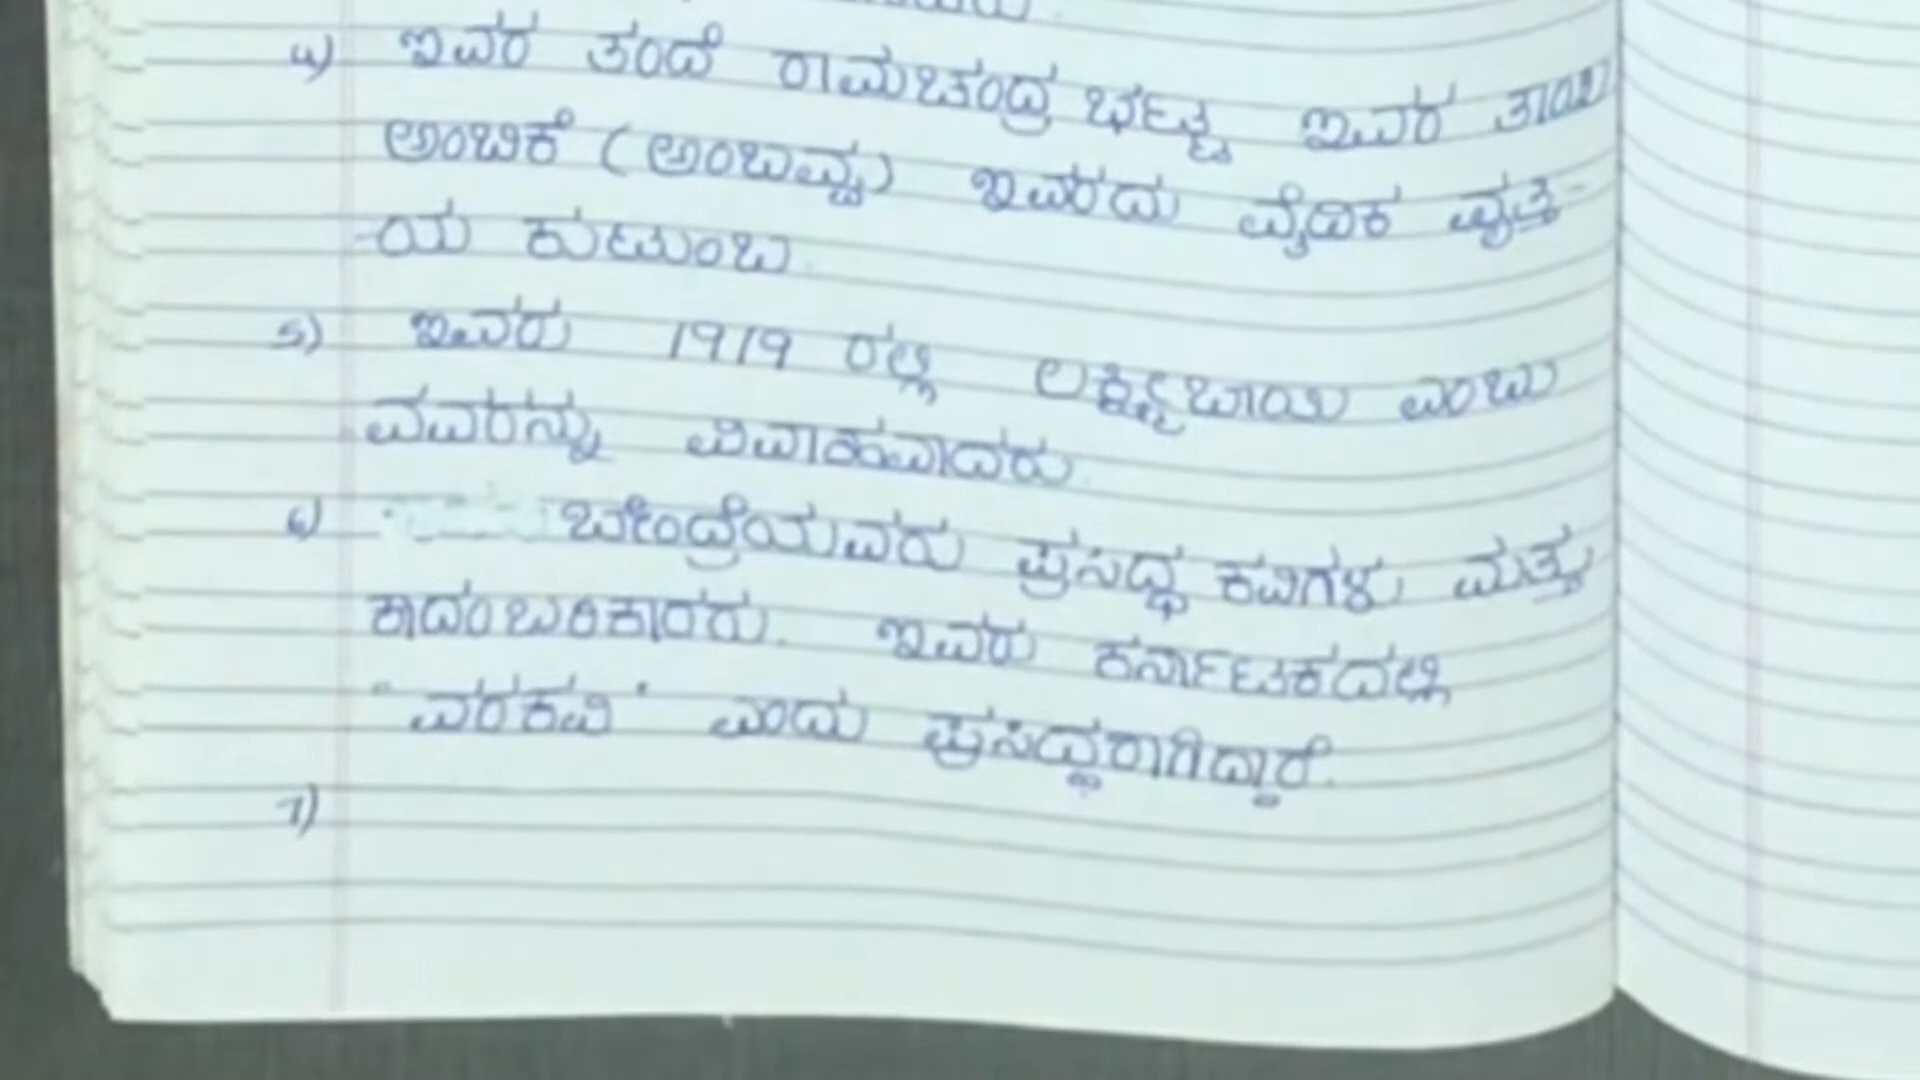 4) ಇವರ ತಂದೆ ರಾಮಚಂದ್ರ ಭಟ್ಟ ಇವರ ತಾಯಿ
ಅಂಬಿಕೆ (ಅಂಬವ್ವ) ಇವರದು ವೈದಿಕ ವೃತ್ತಿ-
-ಯ ಕುಟುಂಬ.
5) ಇವರು 1919 ರಲ್ಲಿ ಲಕ್ಷ್ಮೀಬಾಯಿ ಎಂಬು
ವವರನ್ನು ವಿವಾಹವಾದರು.
6) ಬೇಂದ್ರೆಯವರು ಪ್ರಸಿದ್ಧ ಕವಿಗಳು ಮತ್ತು
ಕಾದಂಬರಿಕಾರರು. ಇವರು ಕರ್ನಾಟಕದಲ್ಲಿ
"ವರಕವಿ" ಎಂದು ಪ್ರಸಿದ್ಧರಾಗಿದ್ದಾರೆ.
7)